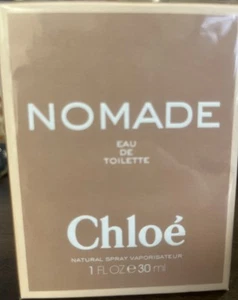 NOMADE
EAU
DE
TOILETTE
Chloé
NATURAL SPRAY VAPORISATEUR
1 FL OZ e 30 ml